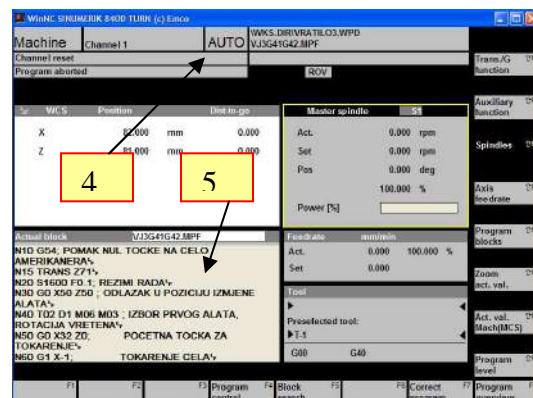 WinNC SINUMERIK 840D TURN (c) Emco
Machine Channel 1 AUTO \WKS.DIR\VRATILO3.WPD
VJ3G41G42.MPF
Channel reset
Program aborted ROV
Trans./G
function
WCS Position Dist-to-go
X 82.000 mm 0.000
Z 81.000 mm 0.000
4 5
Master spindle S1
Act. 0.000 rpm
Set 0.000 rpm
Pos 0.000 deg
100.000 %
Power [%]
Auxiliary
function
Spindles
Axis
feedrate
Program
blocks
Zoom
act. val.
Act. val.
Mach(MCS)
Program
level
Actual block VJ3G41G42.MPF
N10 G54; POMAK NUL TOCKE NA CELO
AMERIKANERA
N15 TRANS Z71
N20 S1600 F0.1; REZIMI RADA
N30 G0 X50 Z50 ; ODLAZAK U POZICIJU IZMJENE
ALATA
N40 T02 D1 M06 M03 ; IZBOR PRVOG ALATA,
ROTACIJA VRETENA
N50 G0 X32 Z0; POCETNA TOCKA ZA
TOKARENJE
N60 G1 X-1; TOKARENJE CELA
Feedrate mm/min
Act. 0.000 100.000 %
Set 0.000
Tool
Preselected tool:
T-1
G00 G40
F1 F2 F3 F4 F5 F6 F7
Program
control
Block
search
Correct
program
Program
overview